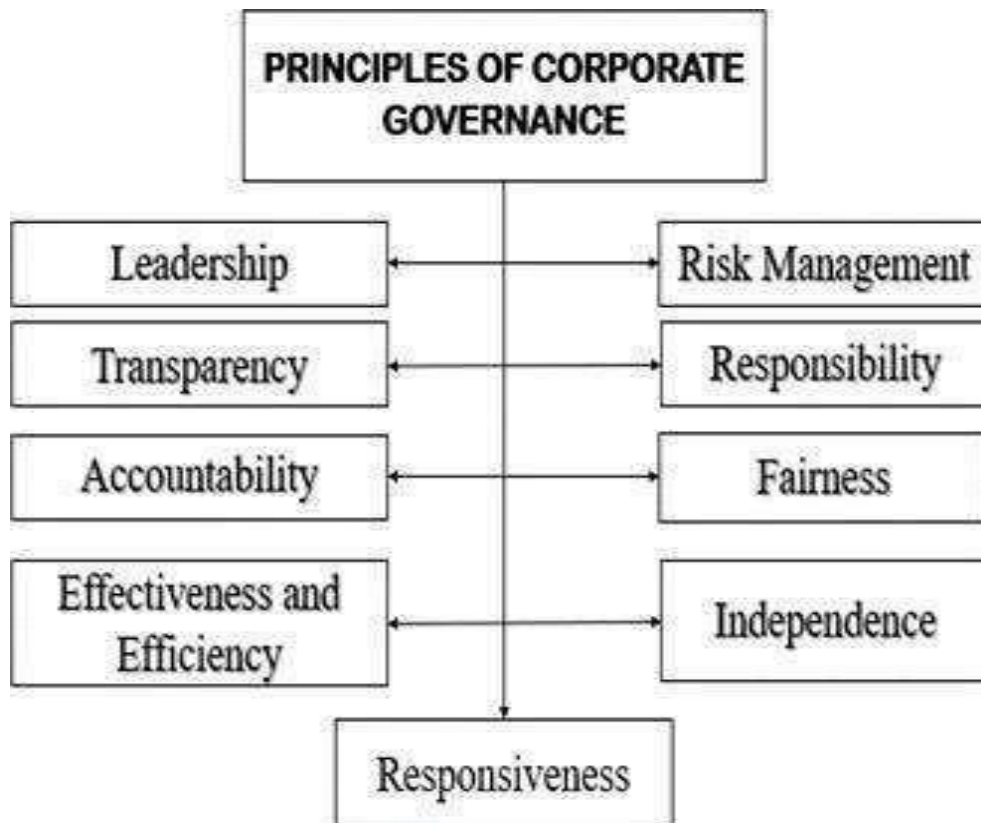 PRINCIPLES OF CORPORATE
GOVERNANCE
Leadership
Risk Management
Transparency
Responsibility
Accountability
Fairness
Effectiveness and
Efficiency
Independence
Responsiveness